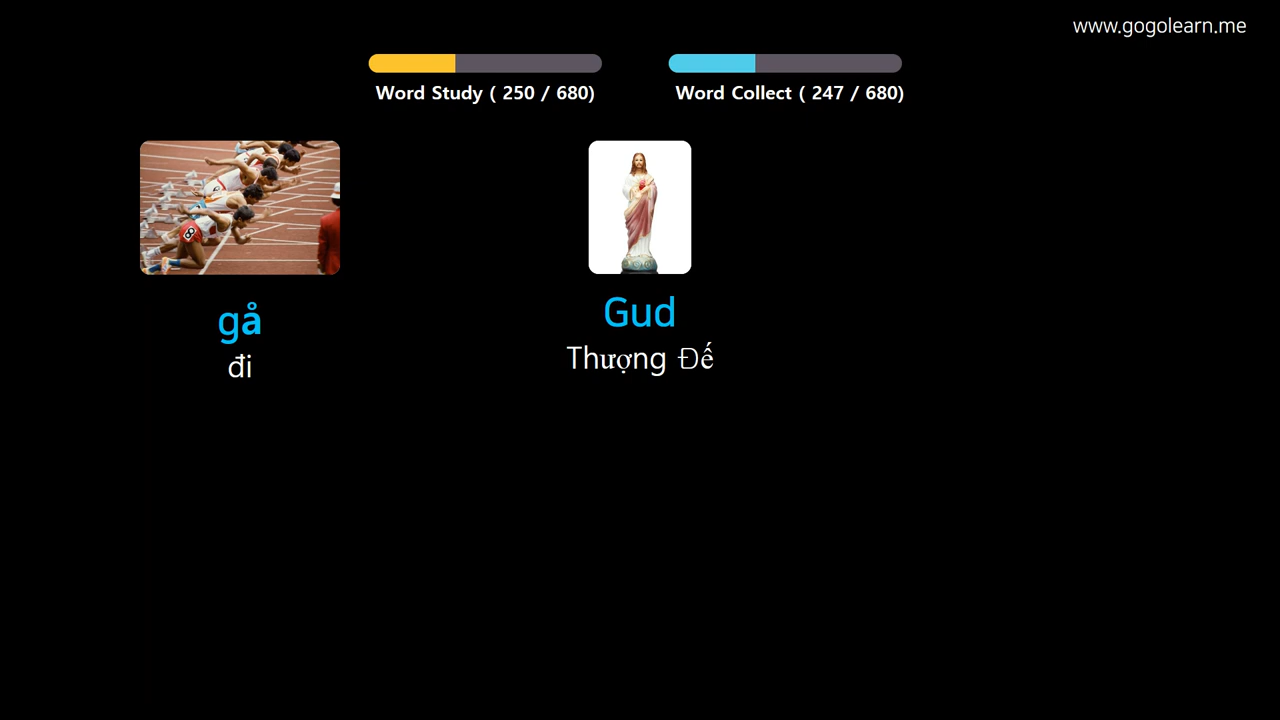 www.gogolearn.me
Word Study ( 250 / 680)
Word Collect ( 247 / 680)
gå
đi
Gud
Thượng Đế